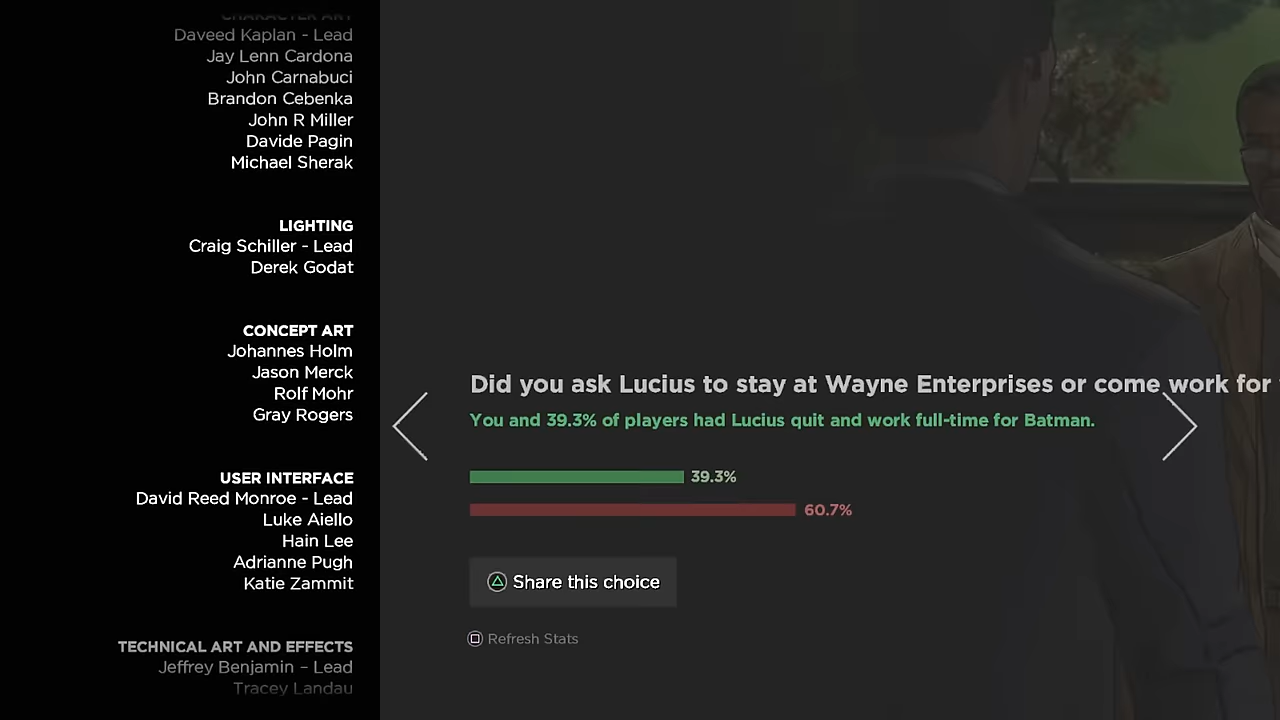 CHARACTER ART
Daveed Kaplan - Lead
Jay Lenn Cardona
John Carnabuci
Brandon Cebenka
John R Miller
Davide Pagin
Michael Sherak
LIGHTING
Craig Schiller - Lead
Derek Godat
CONCEPT ART
Johannes Holm
Jason Merck
Rolf Mohr
Gray Rogers
USER INTERFACE
David Reed Monroe - Lead
Luke Aiello
Hain Lee
Adrianne Pugh
Katie Zammit
TECHNICAL ART AND EFFECTS
Jeffrey Benjamin – Lead
Tracey Landau
Did you ask Lucius to stay at Wayne Enterprises or come work for
You and 39.3% of players had Lucius quit and work full-time for Batman.
39.3%
60.7%
Share this choice
Refresh Stats